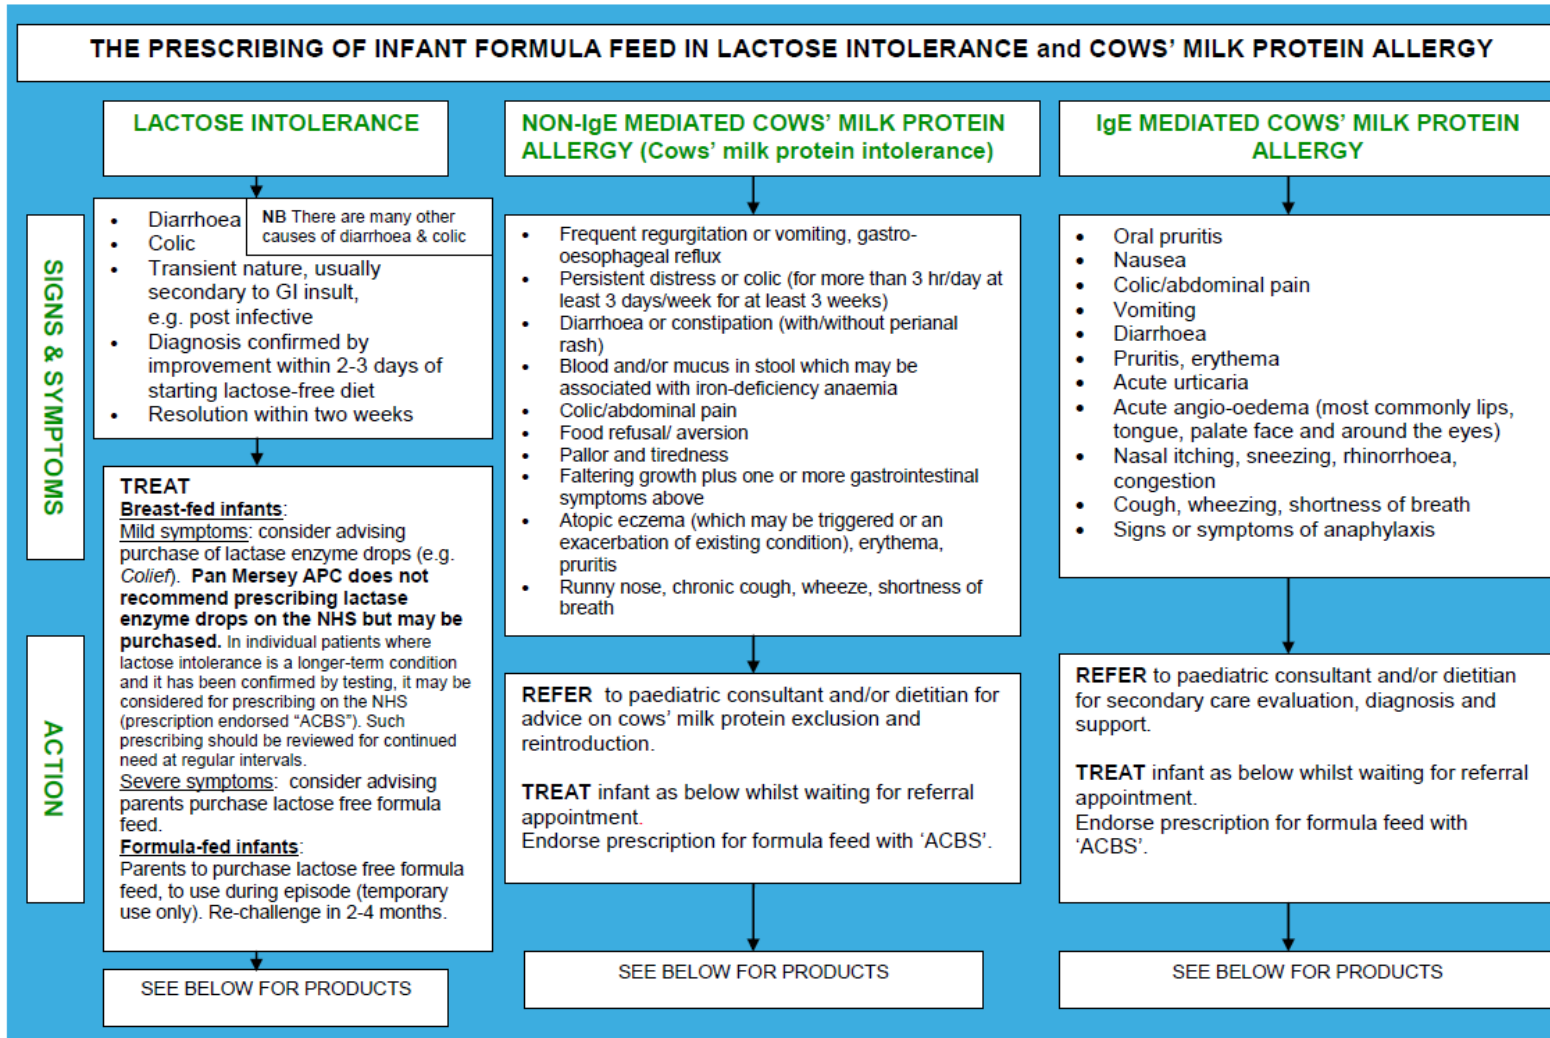 THE PRESCRIBING OF INFANT FORMULA FEED IN LACTOSE INTOLERANCE and COWS' MILK PROTEIN ALLERGY
LACTOSE INTOLERANCE
SIGNS & SYMPTOMS
• Diarrhoea
• Colic
NB There are many other
causes of diarrhoea & colic
• Transient nature, usually
secondary to GI insult,
e.g. post infective
• Diagnosis confirmed by
improvement within 2-3 days of
starting lactose-free diet
• Resolution within two weeks
ACTION
TREAT
Breast-fed infants:
Mild symptoms: consider advising
purchase of lactase enzyme drops (e.g.
Colief). Pan Mersey APC does not
recommend prescribing lactase
enzyme drops on the NHS but may be
purchased. In individual patients where
lactose intolerance is a longer-term condition
and it has been confirmed by testing, it may be
considered for prescribing on the NHS
(prescription endorsed "ACBS"). Such
prescribing should be reviewed for continued
need at regular intervals.
Severe symptoms: consider advising
parents purchase lactose free formula
feed.
Formula-fed infants:
Parents to purchase lactose free formula
feed, to use during episode (temporary
use only). Re-challenge in 2-4 months.
SEE BELOW FOR PRODUCTS
NON-IgE MEDIATED COWS' MILK PROTEIN
ALLERGY (Cows' milk protein intolerance)
• Frequent regurgitation or vomiting, gastro-
oesophageal reflux
• Persistent distress or colic (for more than 3 hr/day at
least 3 days/week for at least 3 weeks)
• Diarrhoea or constipation (with/without perianal
rash)
• Blood and/or mucus in stool which may be
associated with iron-deficiency anaemia
• Colic/abdominal pain
• Food refusal/ aversion
• Pallor and tiredness
• Faltering growth plus one or more gastrointestinal
symptoms above
• Atopic eczema (which may be triggered or an
exacerbation of existing condition), erythema,
pruritis
• Runny nose, chronic cough, wheeze, shortness of
breath
REFER to paediatric consultant and/or dietitian for
advice on cows' milk protein exclusion and
reintroduction.
TREAT infant as below whilst waiting for referral
appointment.
Endorse prescription for formula feed with 'ACBS'.
SEE BELOW FOR PRODUCTS
IgE MEDIATED COWS' MILK PROTEIN
ALLERGY
• Oral pruritis
• Nausea
• Colic/abdominal pain
• Vomiting
• Diarrhoea
• Pruritis, erythema
• Acute urticaria
• Acute angio-oedema (most commonly lips,
tongue, palate face and around the eyes)
• Nasal itching, sneezing, rhinorrhoea,
congestion
• Cough, wheezing, shortness of breath
• Signs or symptoms of anaphylaxis
REFER to paediatric consultant and/or dietitian
for secondary care evaluation, diagnosis and
support.
TREAT infant as below whilst waiting for referral
appointment.
Endorse prescription for formula feed with
'ACBS'.
SEE BELOW FOR PRODUCTS